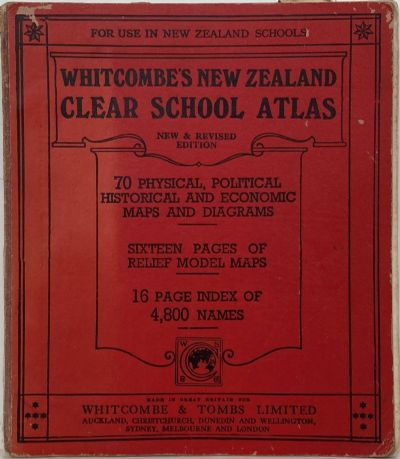 FOR USE IN NEW ZEALAND SCHOOLS
WHITCOMBE'S NEW ZEALAND
CLEAR SCHOOL ATLAS
NEW & REVISED
EDITION
70 PHYSICAL, POLITICAL
HISTORICAL AND ECONOMIC
MAPS AND DIAGRAMS
SIXTEEN PAGES OF
RELIEF MODEL MAPS
16 PAGE INDEX OF
4,800 NAMES
MADE IN GREAT BRITAIN FOR
WHITCOMBE & TOMBS LIMITED
AUCKLAND, CHRISTCHURCH, DUNEDIN AND WELLINGTON,
SYDNEY, MELBOURNE AND LONDON